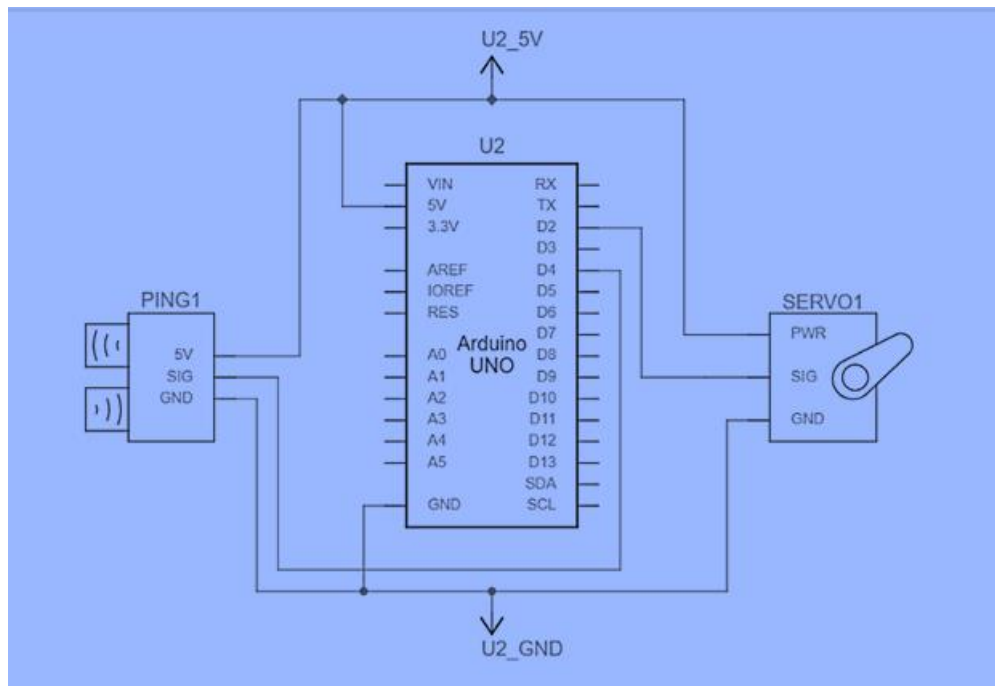 U2_5V
U2
VIN RX
5V TX
3.3V D2
D3
AREF D4
IOREF D5
RES D6
D7
A0 D8
A1 D9
A2 D10
A3 D11
A4 D12
A5 D13
SDA
GND SCL
Arduino
UNO
PING1
5V
SIG
GND
SERVO1
PWR
SIG
GND
U2_GND